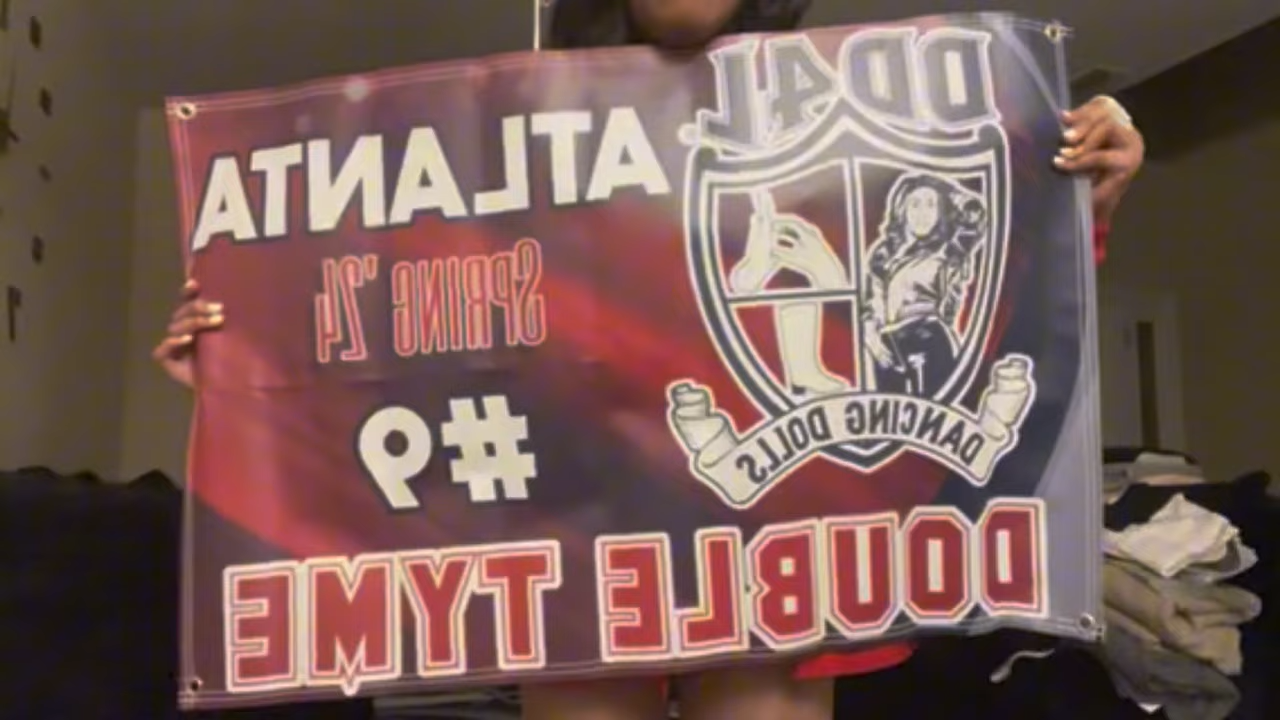 DD4L
ATLANTA
SPRING '24
#9
DANCING DOLLS
DOUBLE TYME